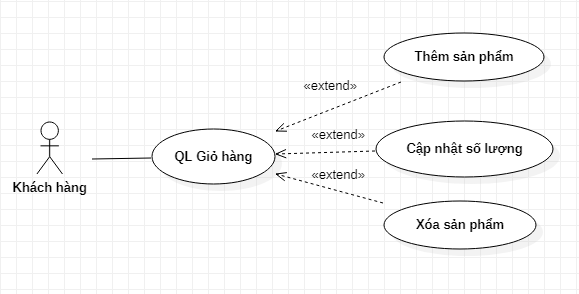 Thêm sản phẩm
«extend»
«extend»
QL Giỏ hàng
Cập nhật số lượng
Khách hàng
«extend»
Xóa sản phẩm